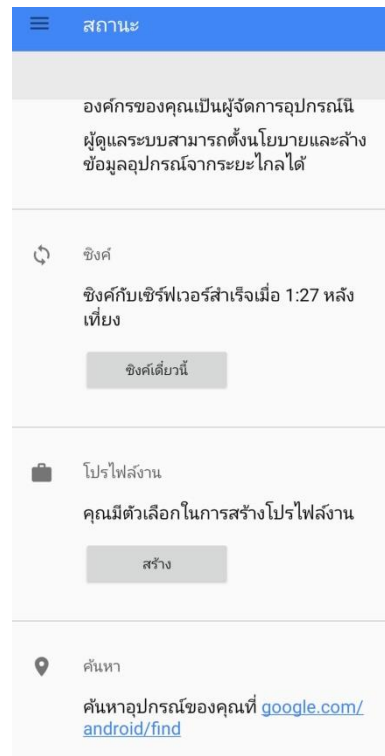 สถานะ
องค์กรของคุณเป็นผู้จัดการอุปกรณ์นี้
ผู้ดูแลระบบสามารถตั้งนโยบายและล้าง
ข้อมูลอุปกรณ์จากระยะไกลได้
ซิงค์
ซิงค์กับเซิร์ฟเวอร์สำเร็จเมื่อ 1:27 หลัง
เที่ยง
ซิงค์เดี๋ยวนี้
โปรไฟล์งาน
คุณมีตัวเลือกในการสร้างโปรไฟล์งาน
สร้าง
ค้นหา
ค้นหาอุปกรณ์ของคุณที่ google.com/
android/find